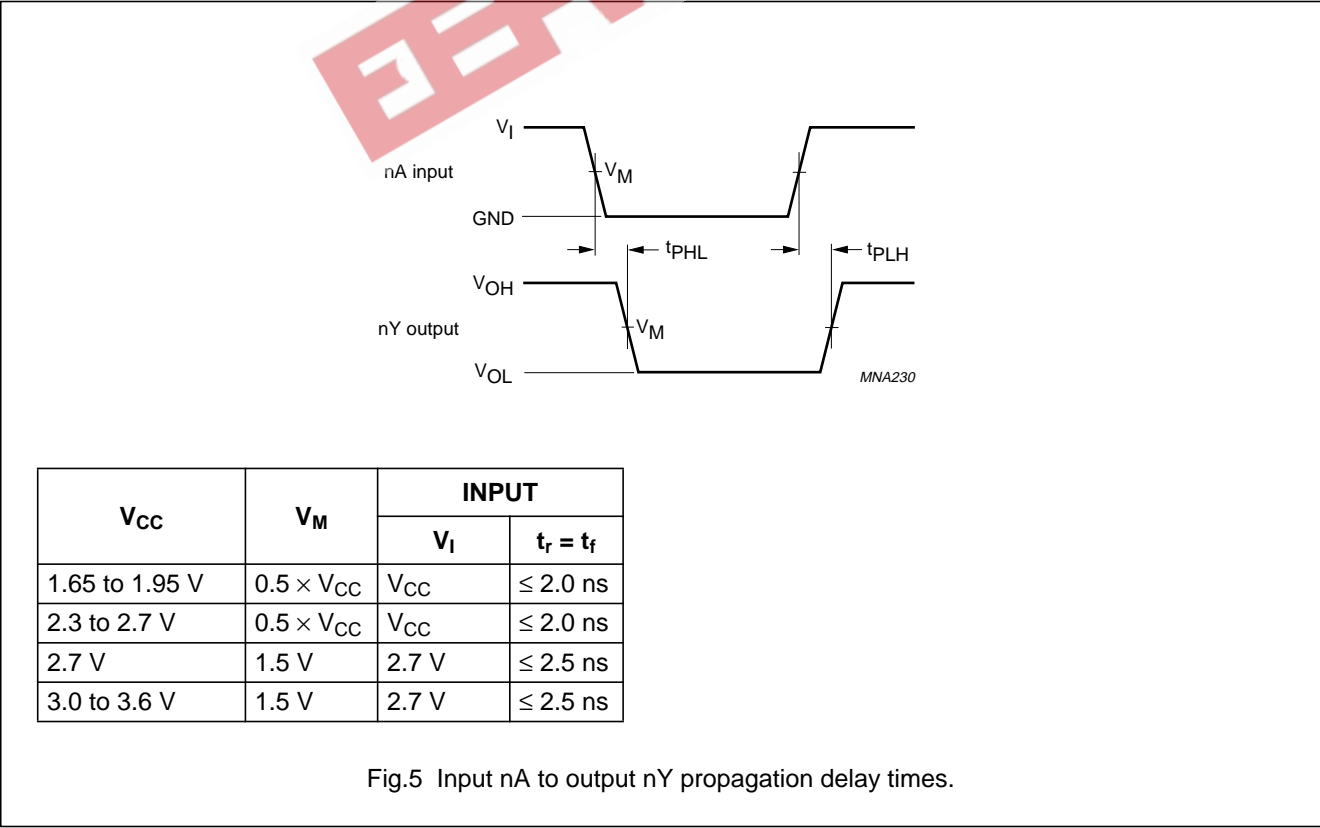 V_I
nA input
V_M
GND
t_PHL
t_PLH
V_OH
nY output
V_M
V_OL
MNA230
V_CC V_M INPUT
V_I t_r = t_f
1.65 to 1.95 V 0.5 × V_CC V_CC ≤ 2.0 ns
2.3 to 2.7 V 0.5 × V_CC V_CC ≤ 2.0 ns
2.7 V 1.5 V 2.7 V ≤ 2.5 ns
3.0 to 3.6 V 1.5 V 2.7 V ≤ 2.5 ns
Fig.5 Input nA to output nY propagation delay times.